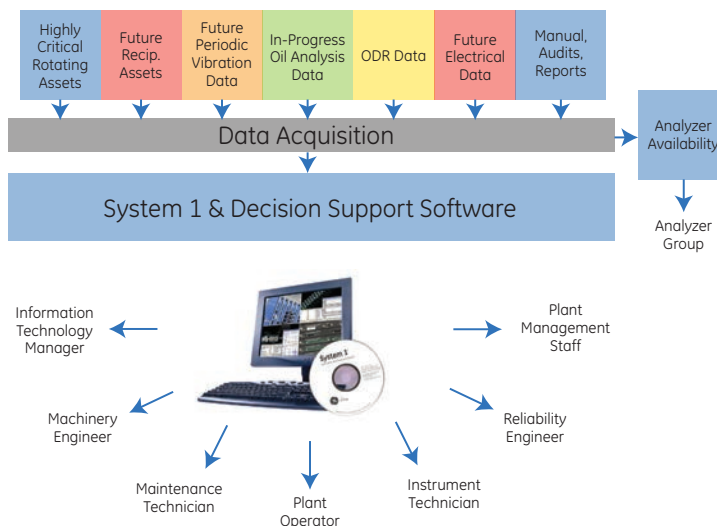 Highly
Critical
Rotating
Assets
Future
Recip.
Assets
Future
Periodic
Vibration
Data
In-Progress
Oil Analysis
Data
ODR Data
Future
Electrical
Data
Manual,
Audits,
Reports
Data Acquisition
Analyzer
Availability
System 1 & Decision Support Software
Analyzer
Group
Information
Technology
Manager
Plant
Management
Staff
System 1
Machinery
Engineer
Reliability
Engineer
Maintenance
Technician
Plant
Operator
Instrument
Technician